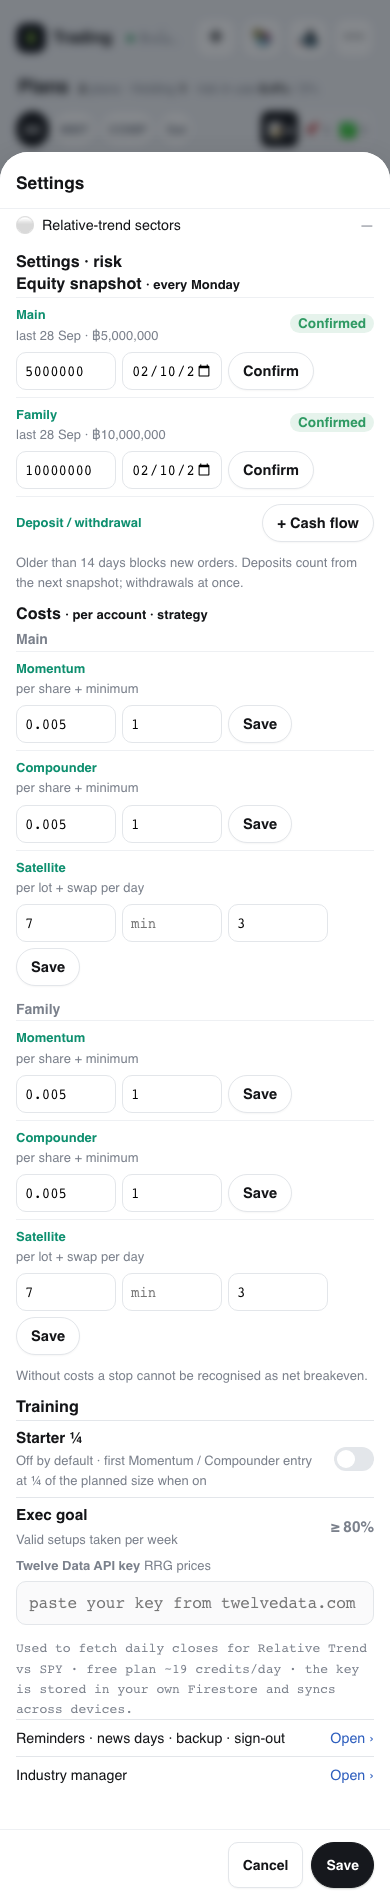 Trading
Plans
Settings
Relative-trend sectors —
Settings · risk
Equity snapshot · every Monday
Main
last 28 Sep · ฿5,000,000
Confirmed
5000000 02/10/2 Confirm
Family
last 28 Sep · ฿10,000,000
Confirmed
10000000 02/10/2 Confirm
Deposit / withdrawal + Cash flow
Older than 14 days blocks new orders. Deposits count from
the next snapshot; withdrawals at once.
Costs · per account · strategy
Main
Momentum
per share + minimum
0.005 1 Save
Compounder
per share + minimum
0.005 1 Save
Satellite
per lot + swap per day
7 min 3
Save
Family
Momentum
per share + minimum
0.005 1 Save
Compounder
per share + minimum
0.005 1 Save
Satellite
per lot + swap per day
7 min 3
Save
Without costs a stop cannot be recognised as net breakeven.
Training
Starter ¼
Off by default · first Momentum / Compounder entry
at ¼ of the planned size when on
Exec goal
Valid setups taken per week
≥ 80%
Twelve Data API key RRG prices
paste your key from twelvedata.com
Used to fetch daily closes for Relative Trend
vs SPY · free plan ~19 credits/day · the key
is stored in your own Firestore and syncs
across devices.
Reminders · news days · backup · sign-out Open ›
Industry manager Open ›
Cancel Save